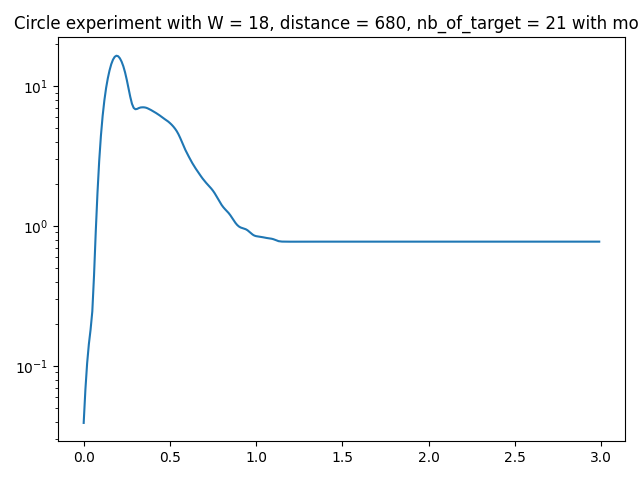 Circle experiment with W = 18, distance = 680, nb_of_target = 21 with mo
10¹
10⁰
10⁻¹
0.0 0.5 1.0 1.5 2.0 2.5 3.0